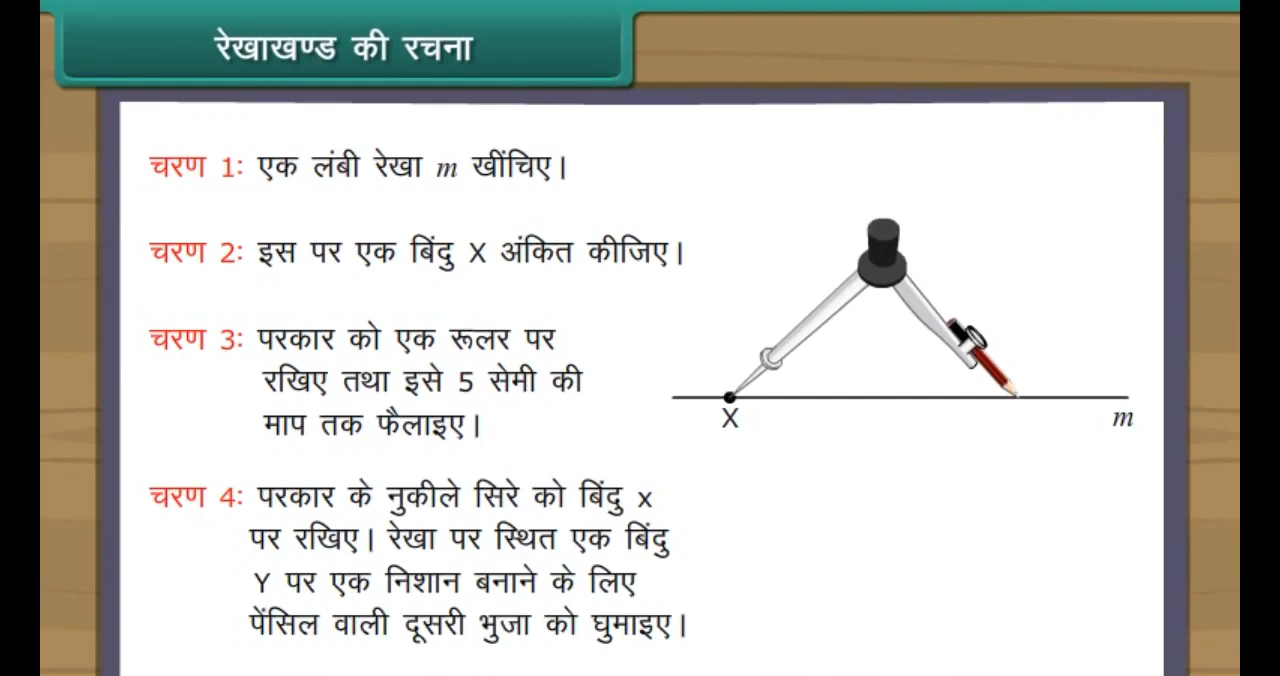 रेखाखण्ड की रचना
चरण 1: एक लंबी रेखा m खींचिए।
चरण 2: इस पर एक बिंदु X अंकित कीजिए।
चरण 3: परकार को एक रूलर पर
रखिए तथा इसे 5 सेमी की
माप तक फैलाइए।
X
m
चरण 4: परकार के नुकीले सिरे को बिंदु x
पर रखिए। रेखा पर स्थित एक बिंदु
Y पर एक निशान बनाने के लिए
पेंसिल वाली दूसरी भुजा को घुमाइए।